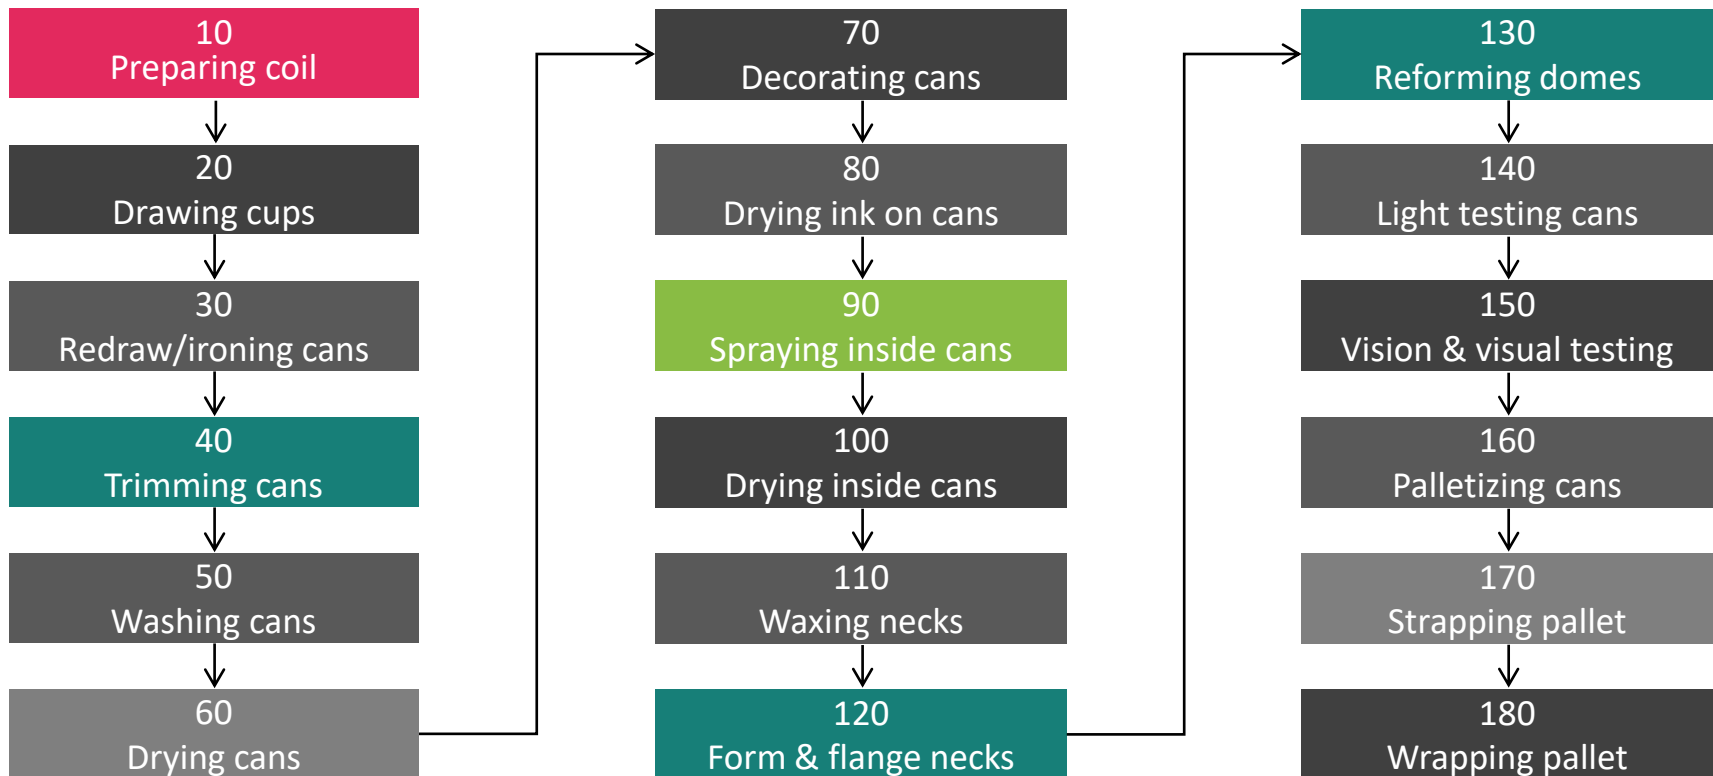 10
Preparing coil
20
Drawing cups
30
Redraw/ironing cans
40
Trimming cans
50
Washing cans
60
Drying cans
70
Decorating cans
80
Drying ink on cans
90
Spraying inside cans
100
Drying inside cans
110
Waxing necks
120
Form & flange necks
130
Reforming domes
140
Light testing cans
150
Vision & visual testing
160
Palletizing cans
170
Strapping pallet
180
Wrapping pallet